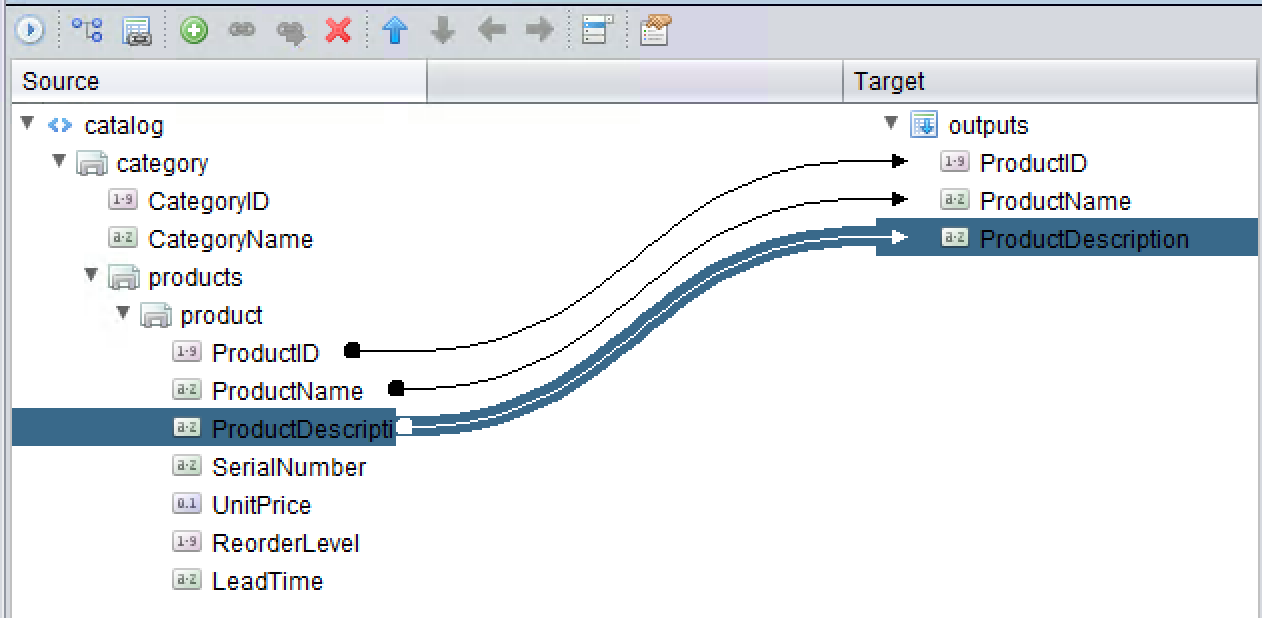 Source Target
catalog outputs
category 1-9 ProductID
1-9 CategoryID a-z ProductName
a-z CategoryName a-z ProductDescription
products
product
1-9 ProductID
a-z ProductName
a-z ProductDescripti
a-z SerialNumber
0.1 UnitPrice
1-9 ReorderLevel
a-z LeadTime